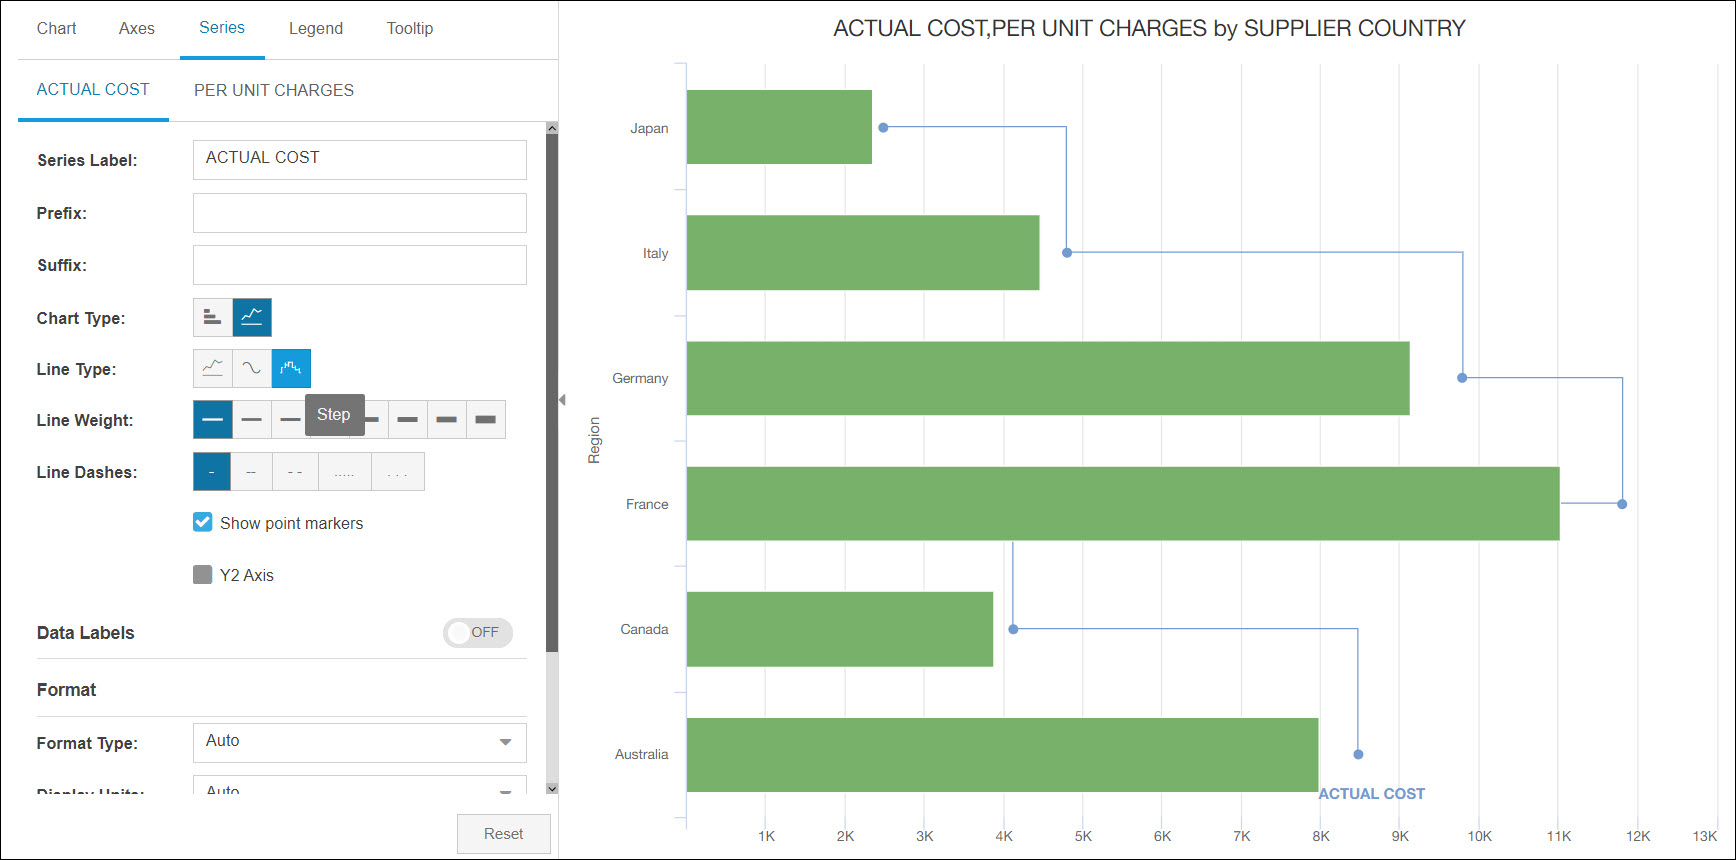 Chart Axes Series Legend Tooltip
ACTUAL COST PER UNIT CHARGES
Series Label: ACTUAL COST
Prefix:
Suffix:
Chart Type:
Line Type:
Line Weight:
Step
Line Dashes:
Show point markers
Y2 Axis
Data Labels OFF
Format
Format Type: Auto
Display Units: Auto
Reset
ACTUAL COST,PER UNIT CHARGES by SUPPLIER COUNTRY
Region
Japan
Italy
Germany
France
Canada
Australia
ACTUAL COST
1K 2K 3K 4K 5K 6K 7K 8K 9K 10K 11K 12K 13K